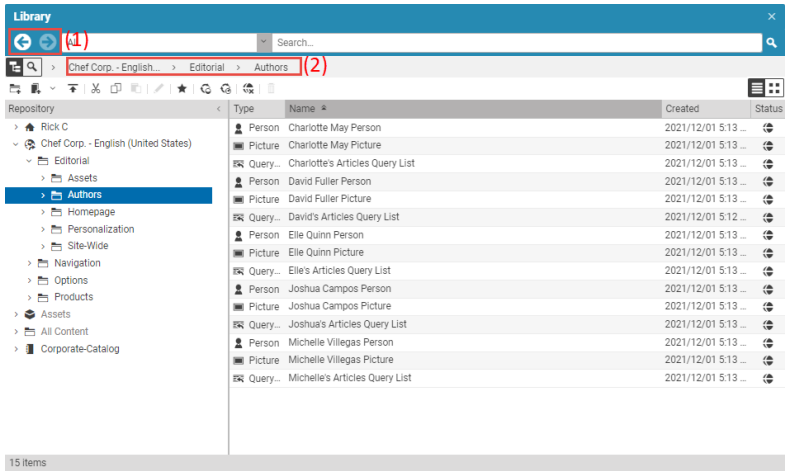 Library
(1)
All
Search...
Chef Corp. - English... > Editorial > Authors (2)
Repository
Type Name Created Status
Rick C
Chef Corp. - English (United States)
Editorial
Assets
Authors
Homepage
Personalization
Site-Wide
Navigation
Options
Products
Assets
All Content
Corporate-Catalog
Person Charlotte May Person 2021/12/01 5:13 ...
Picture Charlotte May Picture 2021/12/01 5:13 ...
Query... Charlotte's Articles Query List 2021/12/01 5:13 ...
Person David Fuller Person 2021/12/01 5:13 ...
Picture David Fuller Picture 2021/12/01 5:13 ...
Query... David's Articles Query List 2021/12/01 5:12 ...
Person Elle Quinn Person 2021/12/01 5:13 ...
Picture Elle Quinn Picture 2021/12/01 5:13 ...
Query... Elle's Articles Query List 2021/12/01 5:13 ...
Person Joshua Campos Person 2021/12/01 5:13 ...
Picture Joshua Campos Picture 2021/12/01 5:13 ...
Query... Joshua's Articles Query List 2021/12/01 5:13 ...
Person Michelle Villegas Person 2021/12/01 5:13 ...
Picture Michelle Villegas Picture 2021/12/01 5:13 ...
Query... Michelle's Articles Query List 2021/12/01 5:13 ...
15 items